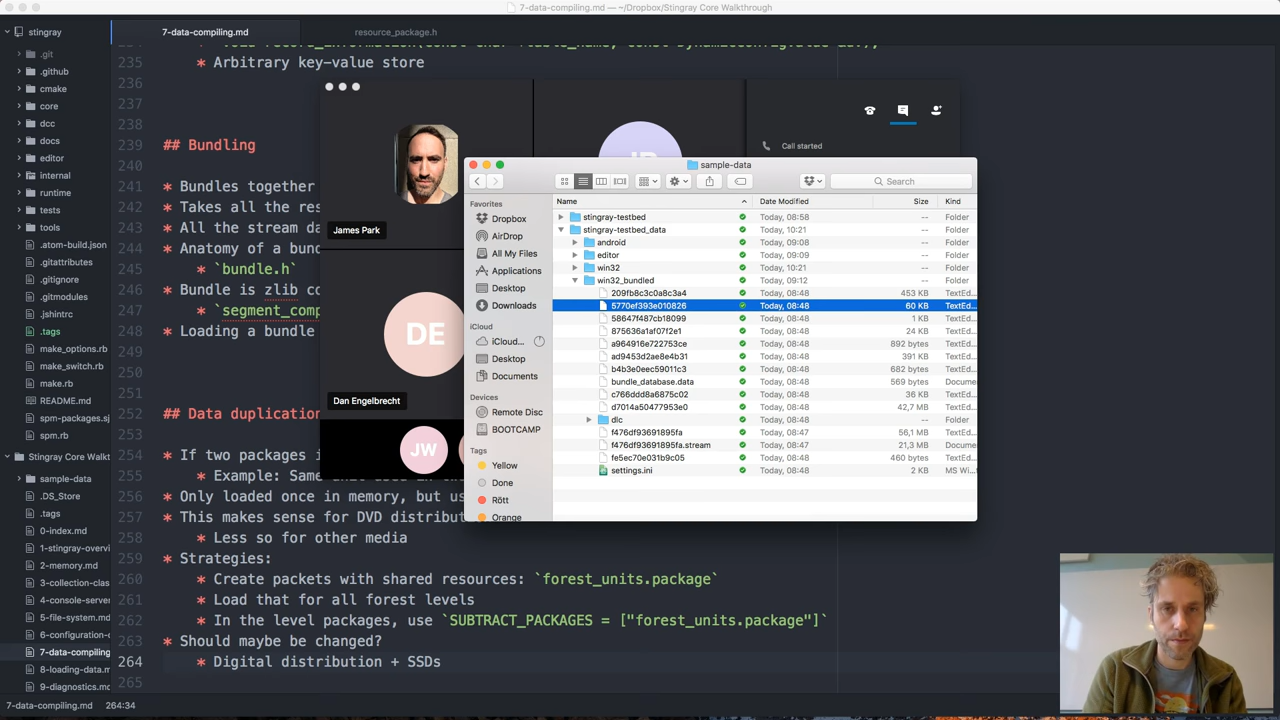 7-data-compiling.md — ~/Dropbox/Stingray Core Walkthrough
stingray
.git
.github
cmake
core
dcc
docs
editor
internal
runtime
tests
tools
.atom-build.json
.gitattributes
.gitignore
.gitmodules
.jshintrc
.tags
make_options.rb
make_switch.rb
make.rb
README.md
spm-packages.sj
spm.rb
Stingray Core Walkt
sample-data
.DS_Store
.tags
0-index.md
1-stingray-overvi
2-memory.md
3-collection-clas
4-console-server
5-file-system.md
6-configuration-d
7-data-compiling
8-loading-data.m
9-diagnostics.md
7-data-compiling.md
resource_package.h
235 * Arbitrary key-value store
236
237
238
239 ## Bundling
240
241 * Bundles together
242 * Takes all the res
243 * All the stream da
244 * Anatomy of a bund
245 * `bundle.h`
246 * Bundle is zlib co
247 * `segment_comp
248 * Loading a bundle
249
250
251
252 ## Data duplication
253
254 * If two packages i
255 * Example: Same
256 * Only loaded once in memory, but us
257 * This makes sense for DVD distribut
258 * Less so for other media
259 * Strategies:
260 * Create packets with shared resources: `forest_units.package`
261 * Load that for all forest levels
262 * In the level packages, use `SUBTRACT_PACKAGES = ["forest_units.package"]`
263 * Should maybe be changed?
264 * Digital distribution + SSDs
265
James Park
DE
Dan Engelbrecht
JW
Call started
sample-data
Search
Favorites
Dropbox
AirDrop
All My Files
Applications
Desktop
Downloads
iCloud
iCloud...
Desktop
Documents
Devices
Remote Disc
BOOTCAMP
Tags
Yellow
Done
Rött
Orange
Name Date Modified Size Kind
stingray-testbed Today, 08:58 -- Folder
stingray-testbed_data Today, 10:21 -- Folder
android Today, 09:08 -- Folder
editor Today, 09:09 -- Folder
win32 Today, 10:21 -- Folder
win32_bundled Today, 09:12 -- Folder
209fb8c3c0a8c3a4 Today, 08:48 453 KB TextEd...
5770ef393e010826 Today, 08:48 60 KB TextEd...
58647f487cb18099 Today, 08:48 1 KB TextEd...
875636a1af07f2e1 Today, 08:48 24 KB TextEd...
a964916e722753ce Today, 08:48 892 bytes TextEd...
ad9453d2ae8e4b31 Today, 08:48 391 KB TextEd...
b4b3e0eec59011c3 Today, 08:48 682 bytes TextEd...
bundle_database.data Today, 08:48 569 bytes Docume...
c766ddd8a6875c02 Today, 08:48 36 KB TextEd...
d7014a50477953e0 Today, 08:48 42,7 MB TextEd...
dlc Today, 08:48 -- Folder
f476df93691895fa Today, 08:47 56,1 MB TextEd...
f476df93691895fa.stream Today, 08:47 21,3 MB Docume...
fe5ec70e031b9c05 Today, 08:48 460 bytes TextEd...
settings.ini Today, 08:48 2 KB MS Wi...
7-data-compiling.md 264:34